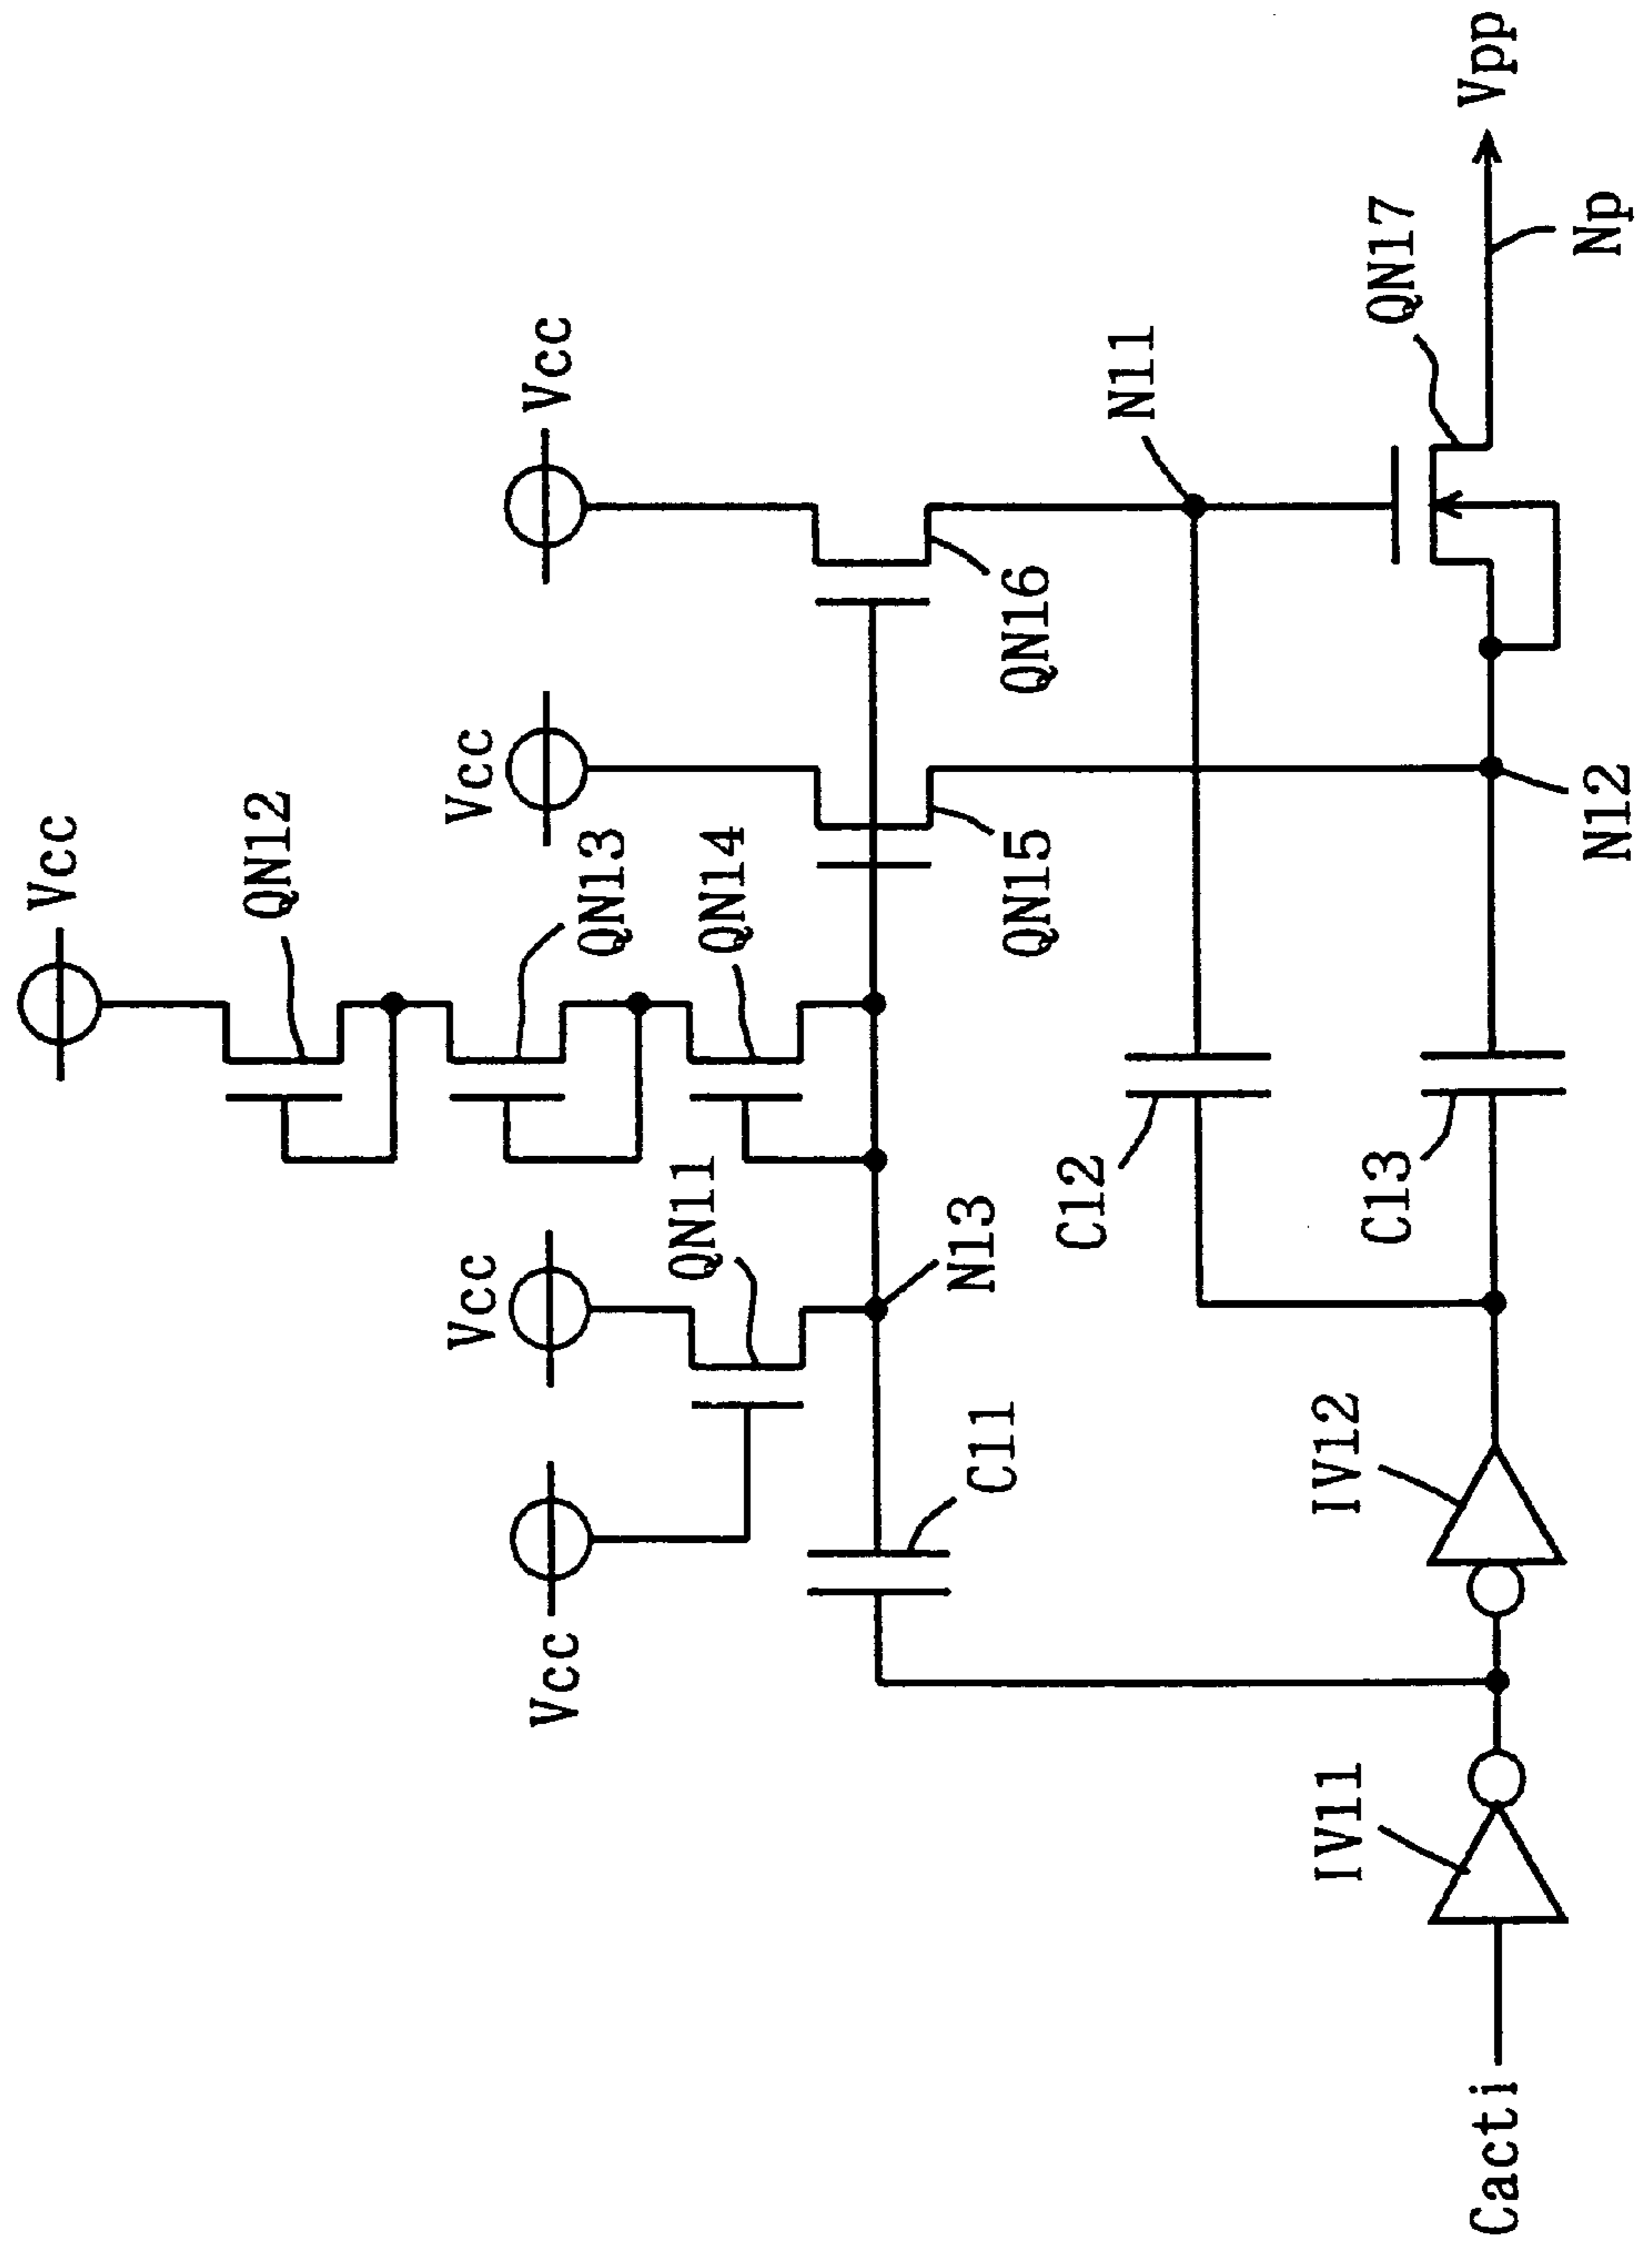 Vcc
QN12
Vcc
Vcc
QN13
QN14
Vcc
Vcc
QN11
QN15
QN16
N13
C11
N11
C12
QN17
C13
IV11
IV12
Cacti
N12
Np
Vpp